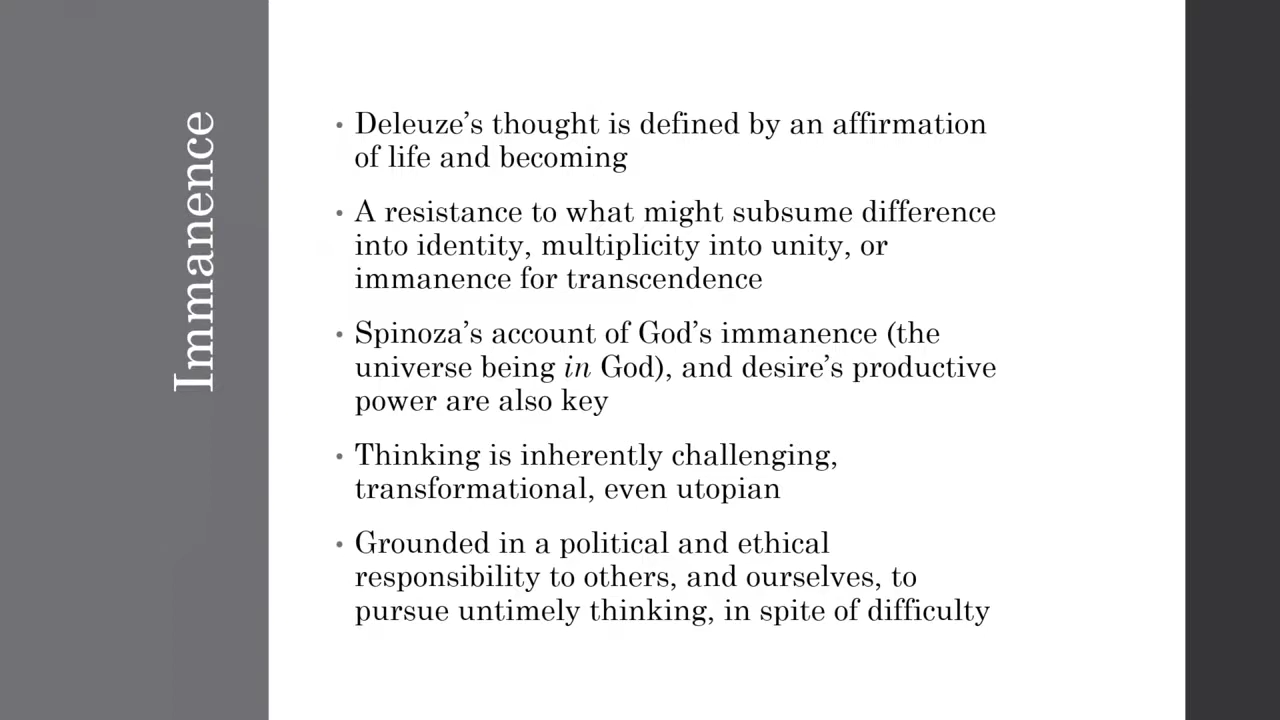 Immanence
• Deleuze’s thought is defined by an affirmation
of life and becoming
• A resistance to what might subsume difference
into identity, multiplicity into unity, or
immanence for transcendence
• Spinoza’s account of God’s immanence (the
universe being in God), and desire’s productive
power are also key
• Thinking is inherently challenging,
transformational, even utopian
• Grounded in a political and ethical
responsibility to others, and ourselves, to
pursue untimely thinking, in spite of difficulty